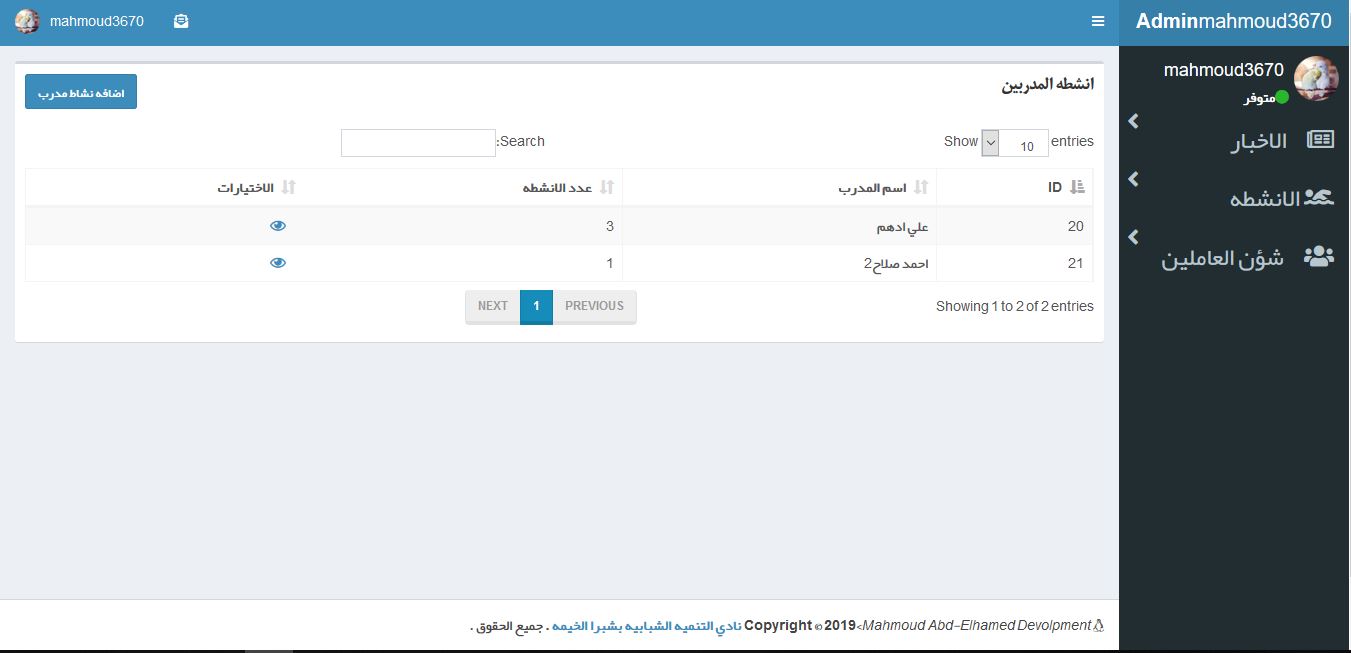 Adminmahmoud3670
mahmoud3670
mahmoud3670
متوفر
الاخبار
الانشطه
شؤن العاملين
انشطه المدربين
اضافه نشاط مدرب
Show 10 entries
Search:
ID اسم المدرب عدد الانشطه الاختيارات
20 علي ادهم 3
21 احمد صلاح2 1
Showing 1 to 2 of 2 entries
PREVIOUS 1 NEXT
Mahmoud Abd-Elhamed Devolpment> Copyright © 2019 نادي التنميه الشبابيه بشبرا الخيمه . جميع الحقوق .